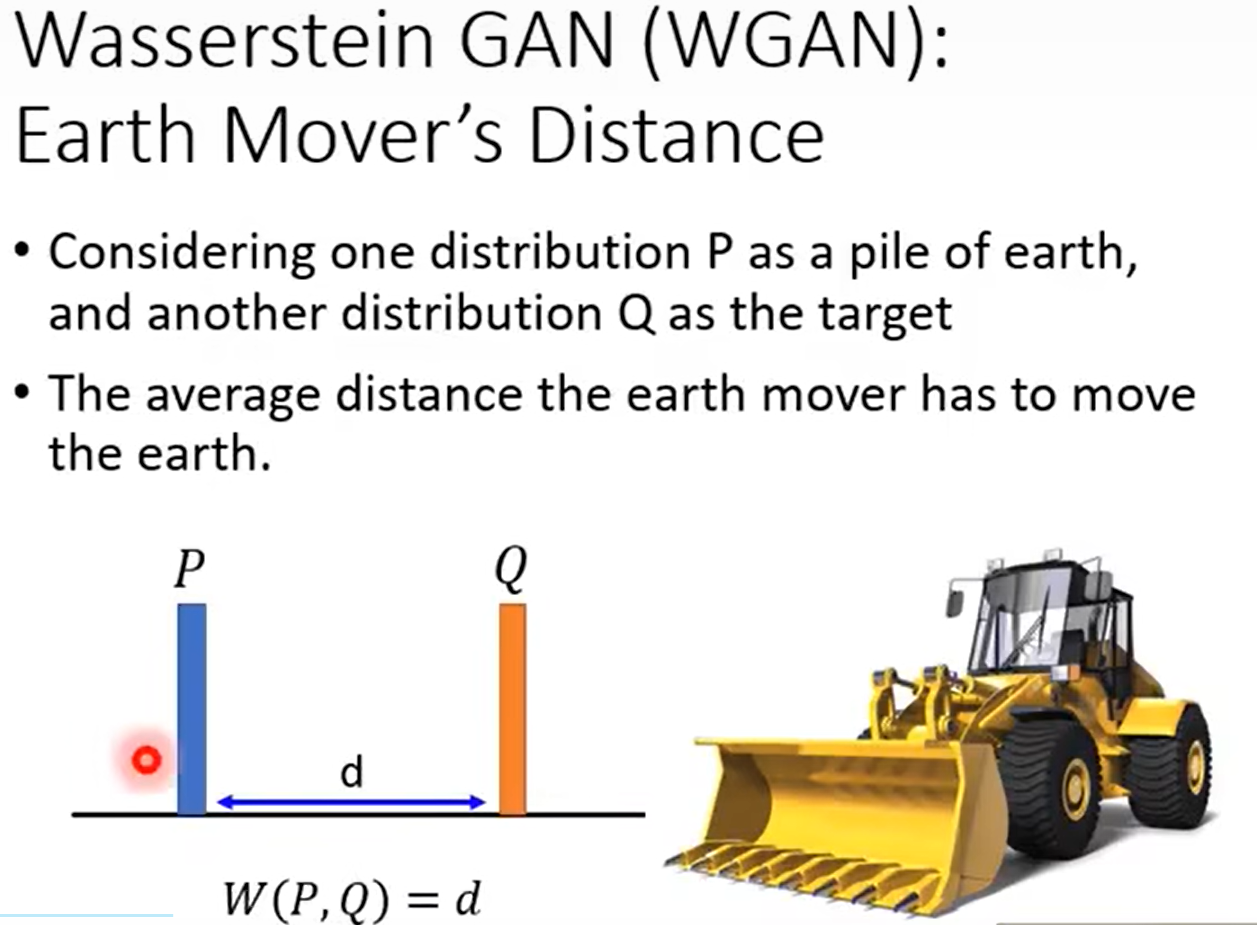 Wasserstein GAN (WGAN):
Earth Mover’s Distance
• Considering one distribution P as a pile of earth,
and another distribution Q as the target
• The average distance the earth mover has to move
the earth.
P Q
d
W(P,Q) = d